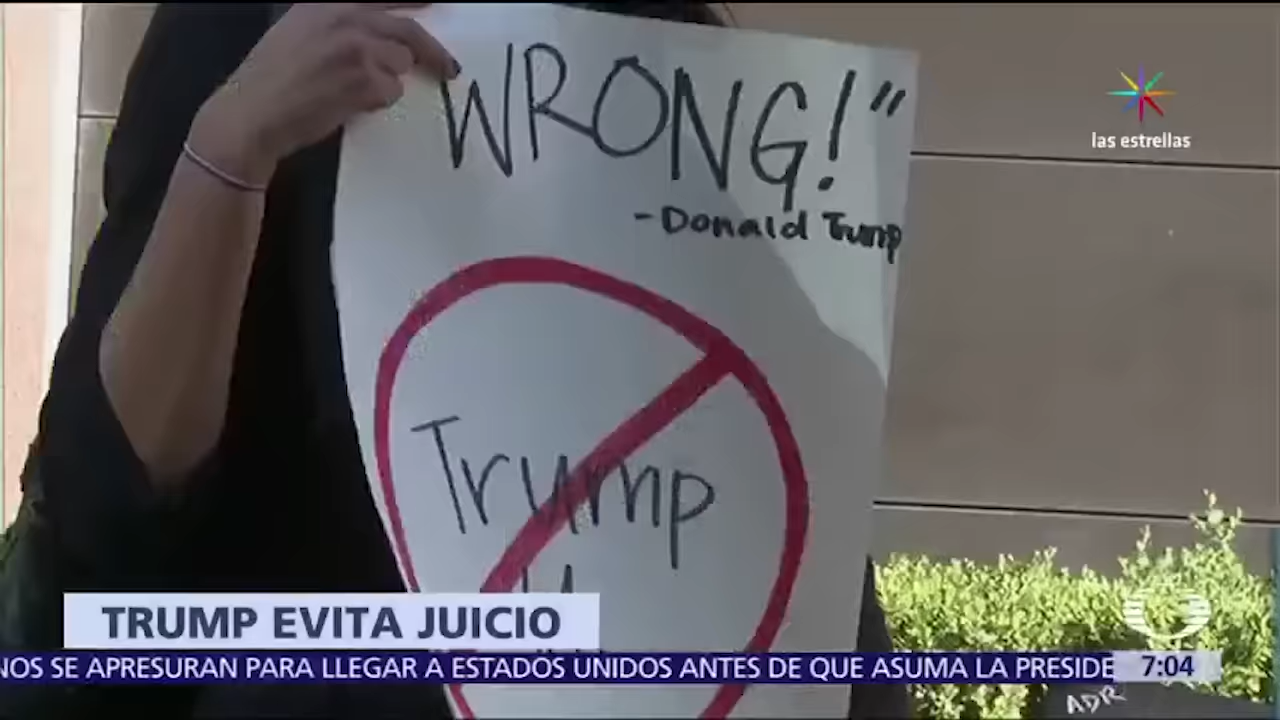 WRONG!"
-Donald Trump
Trump
las estrellas
TRUMP EVITA JUICIO
NOS SE APRESURAN PARA LLEGAR A ESTADOS UNIDOS ANTES DE QUE ASUMA LA PRESIDE
7:04
ADR